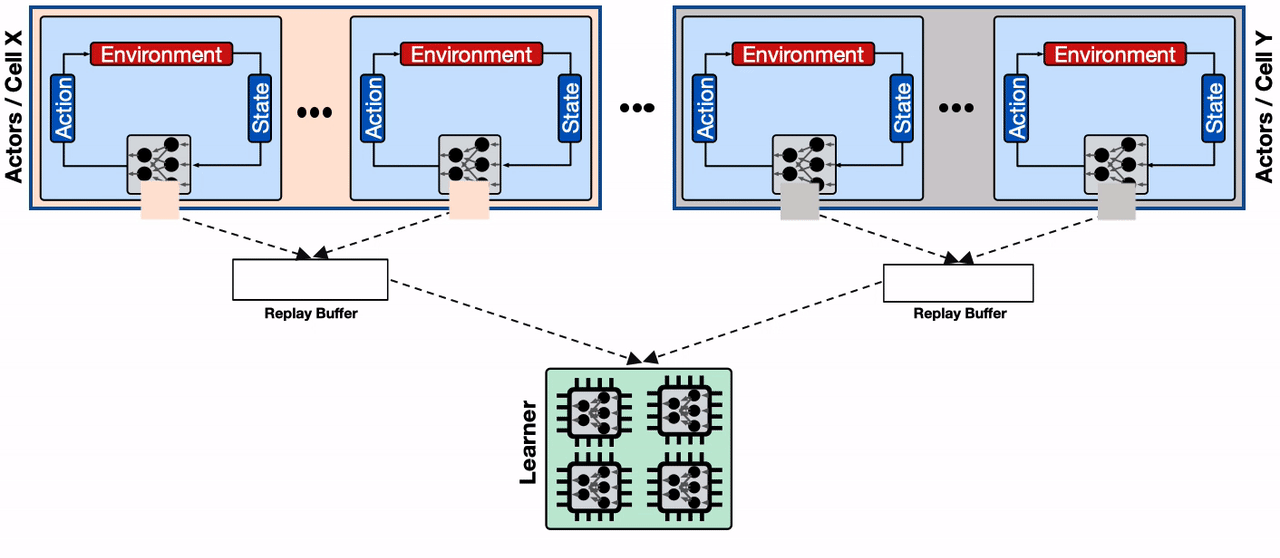 Actors / Cell X
Environment
Action
State
Environment
Action
State
Environment
Action
State
Environment
Action
State
Actors / Cell Y
Replay Buffer
Replay Buffer
Learner